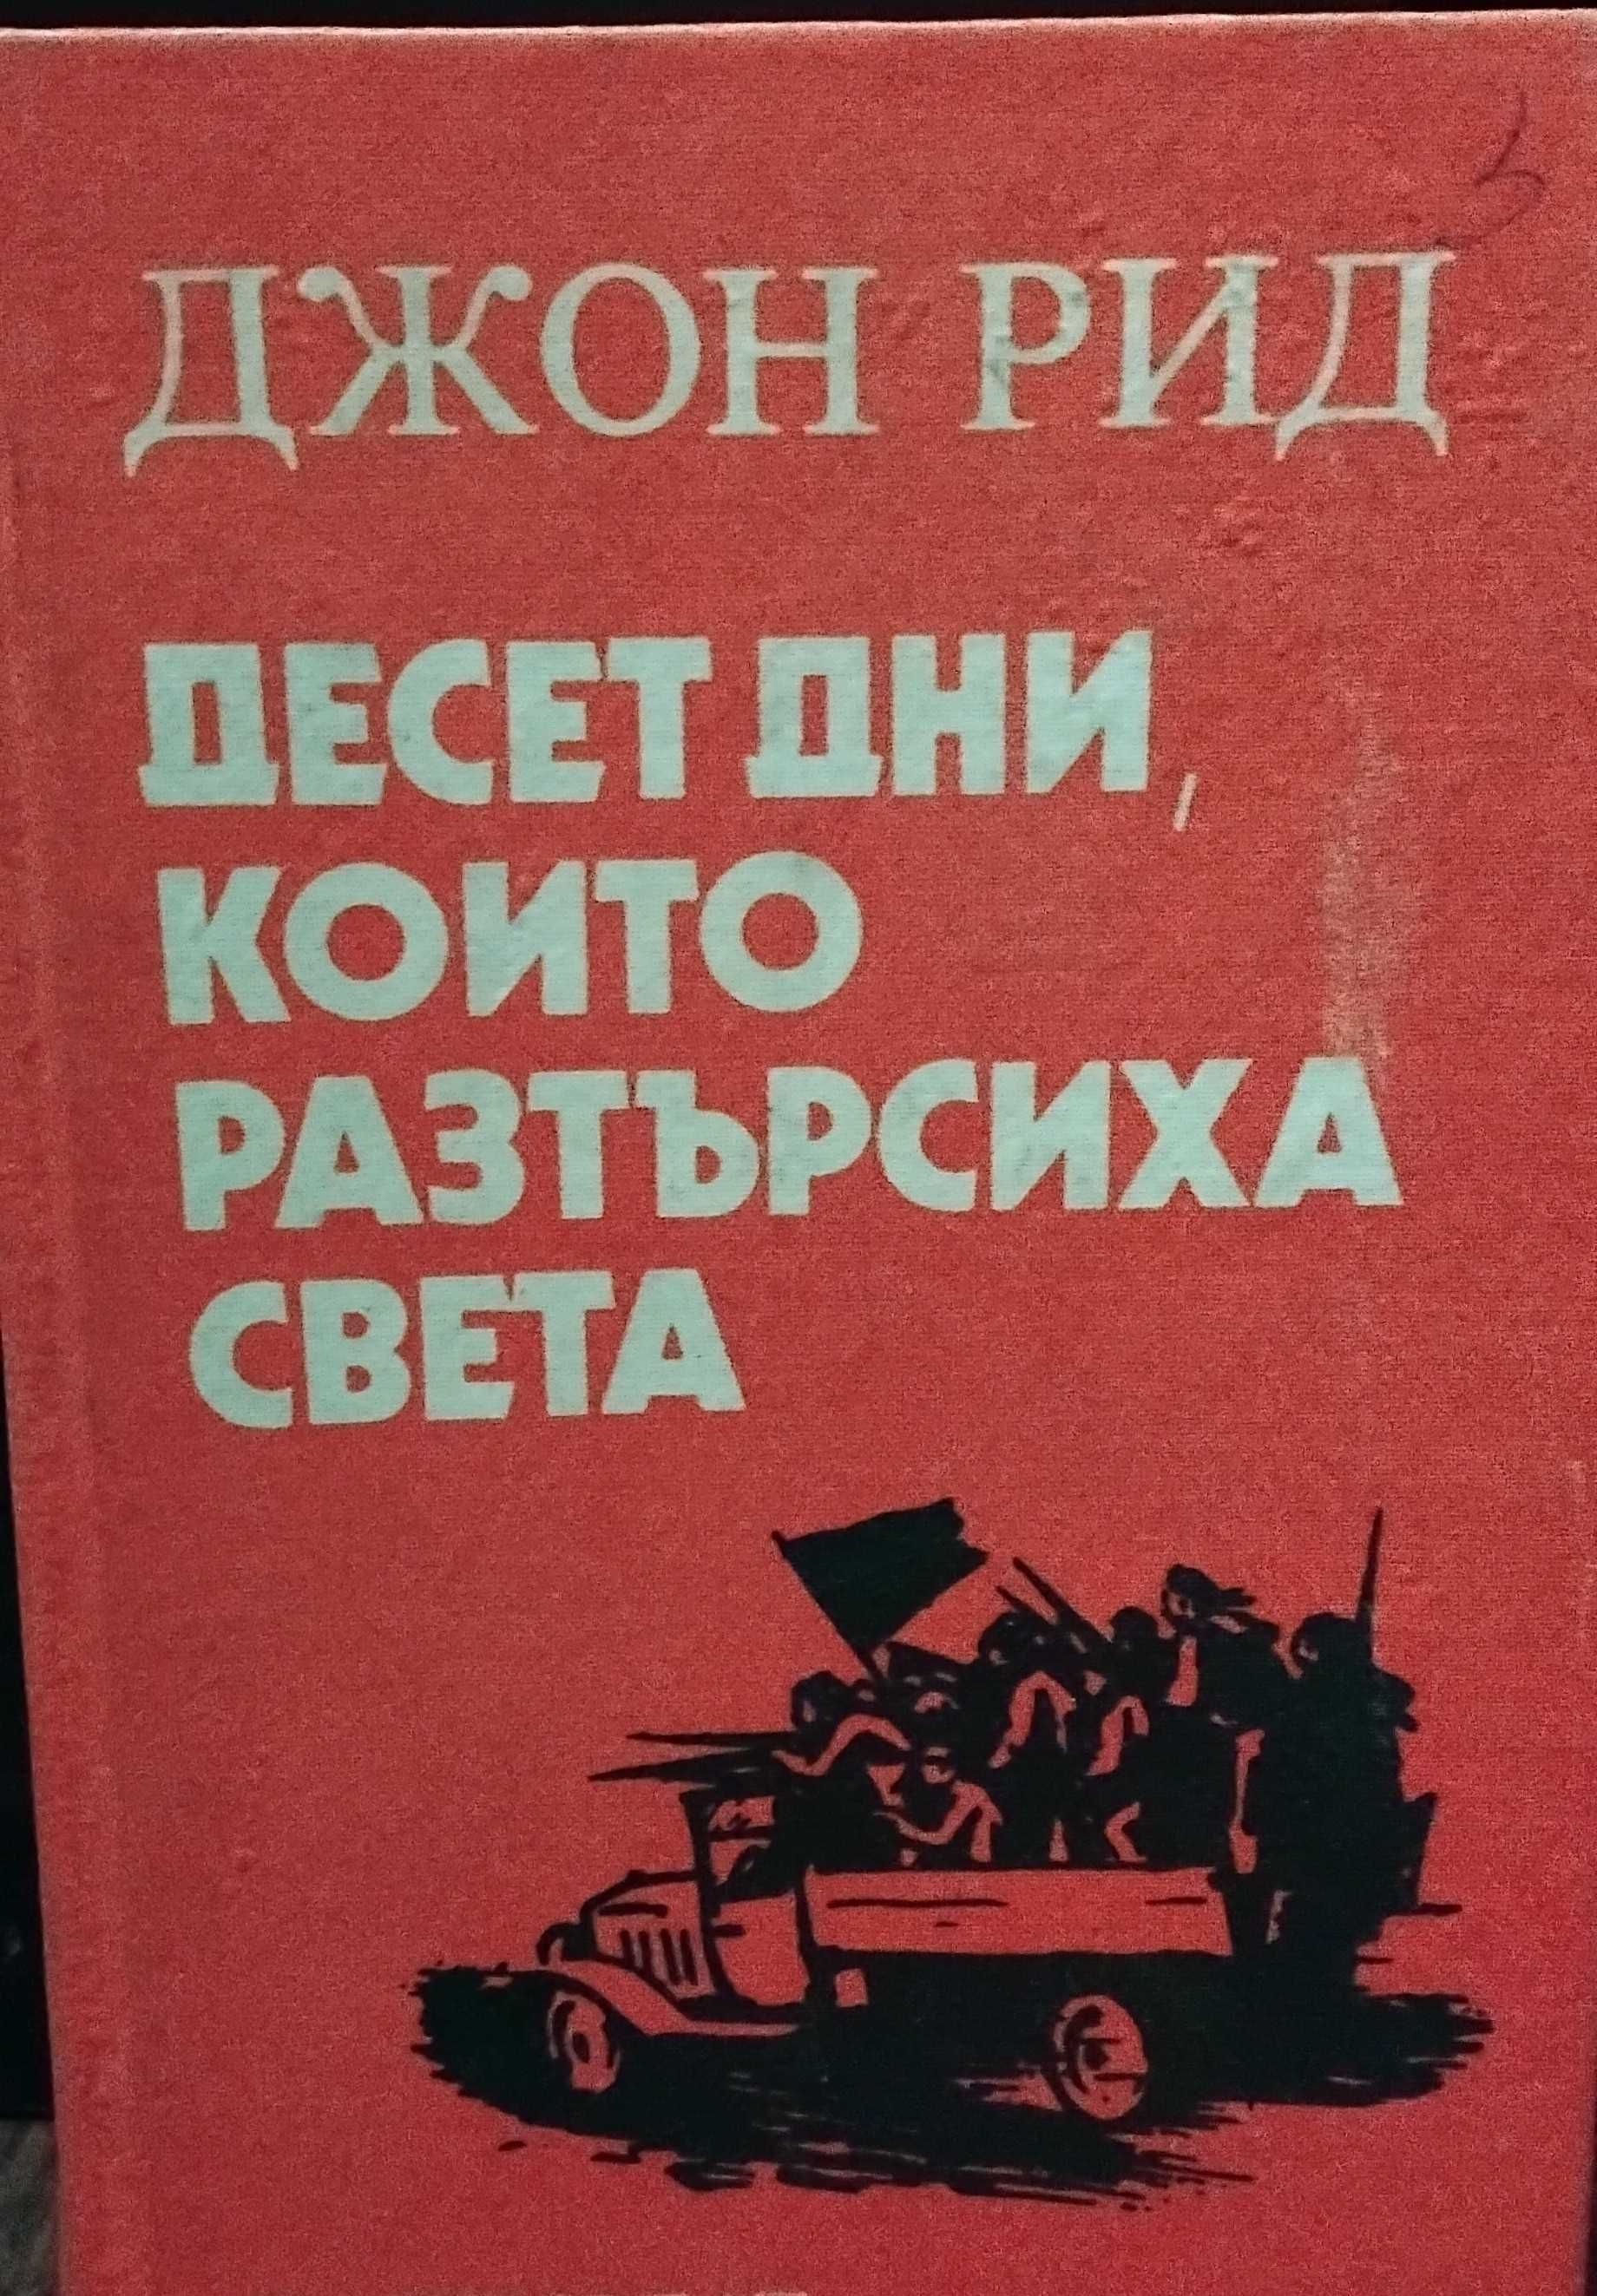 ДЖОН РИД
ДЕСЕТ ДНИ,
КОИТО
РАЗТЪРСИХА
СВЕТА